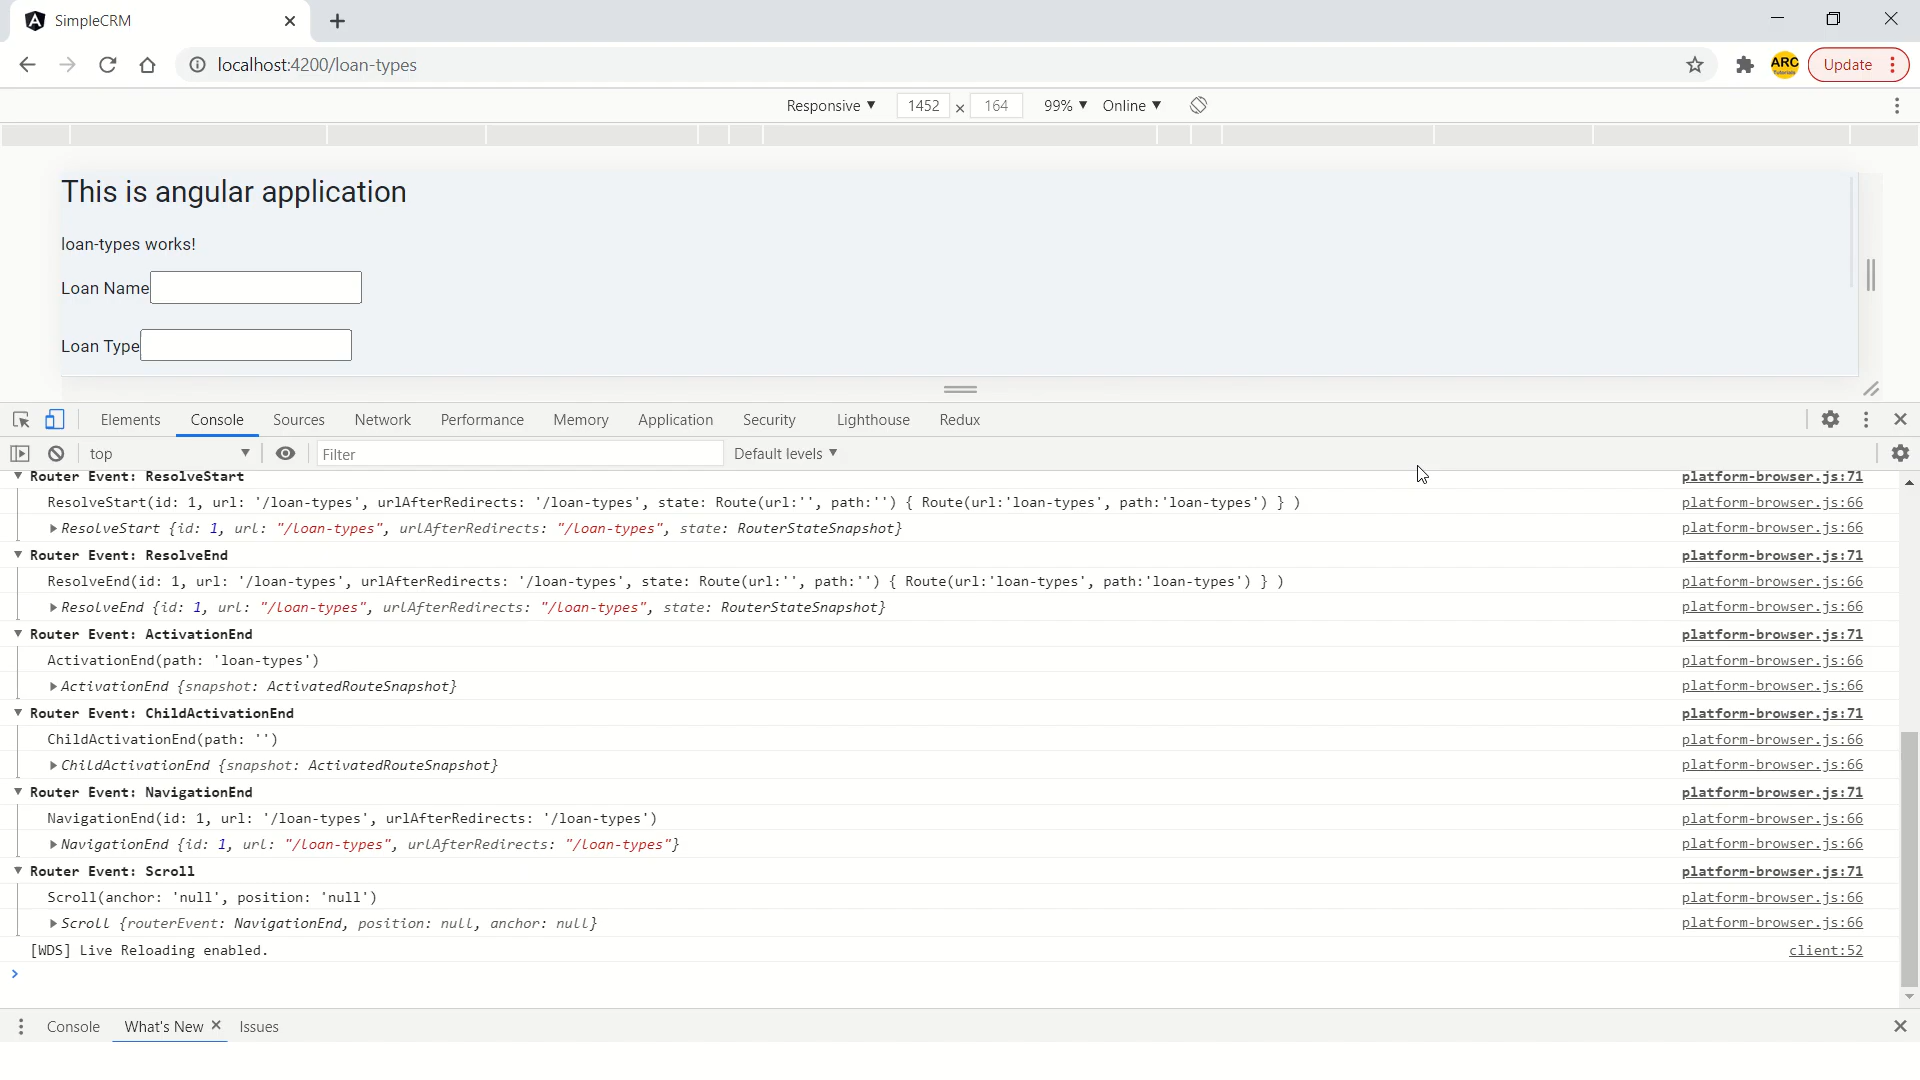 SimpleCRM
localhost:4200/loan-types
ARC
Tutorials
Update
Responsive
1452
x
164
99%
Online
This is angular application
loan-types works!
Loan Name
Loan Type
Elements
Console
Sources
Network
Performance
Memory
Application
Security
Lighthouse
Redux
top
Filter
Default levels
Router Event: ResolveStart platform-browser.js:71
ResolveStart(id: 1, url: '/loan-types', urlAfterRedirects: '/loan-types', state: Route(url:'', path:'') { Route(url:'loan-types', path:'loan-types') } ) platform-browser.js:66
ResolveStart {id: 1, url: "/loan-types", urlAfterRedirects: "/loan-types", state: RouterStateSnapshot} platform-browser.js:66
Router Event: ResolveEnd platform-browser.js:71
ResolveEnd(id: 1, url: '/loan-types', urlAfterRedirects: '/loan-types', state: Route(url:'', path:'') { Route(url:'loan-types', path:'loan-types') } ) platform-browser.js:66
ResolveEnd {id: 1, url: "/loan-types", urlAfterRedirects: "/loan-types", state: RouterStateSnapshot} platform-browser.js:66
Router Event: ActivationEnd platform-browser.js:71
ActivationEnd(path: 'loan-types') platform-browser.js:66
ActivationEnd {snapshot: ActivatedRouteSnapshot} platform-browser.js:66
Router Event: ChildActivationEnd platform-browser.js:71
ChildActivationEnd(path: '') platform-browser.js:66
ChildActivationEnd {snapshot: ActivatedRouteSnapshot} platform-browser.js:66
Router Event: NavigationEnd platform-browser.js:71
NavigationEnd(id: 1, url: '/loan-types', urlAfterRedirects: '/loan-types') platform-browser.js:66
NavigationEnd {id: 1, url: "/loan-types", urlAfterRedirects: "/loan-types"} platform-browser.js:66
Router Event: Scroll platform-browser.js:71
Scroll(anchor: 'null', position: 'null') platform-browser.js:66
Scroll {routerEvent: NavigationEnd, position: null, anchor: null} platform-browser.js:66
[WDS] Live Reloading enabled. client:52
Console
What's New
Issues